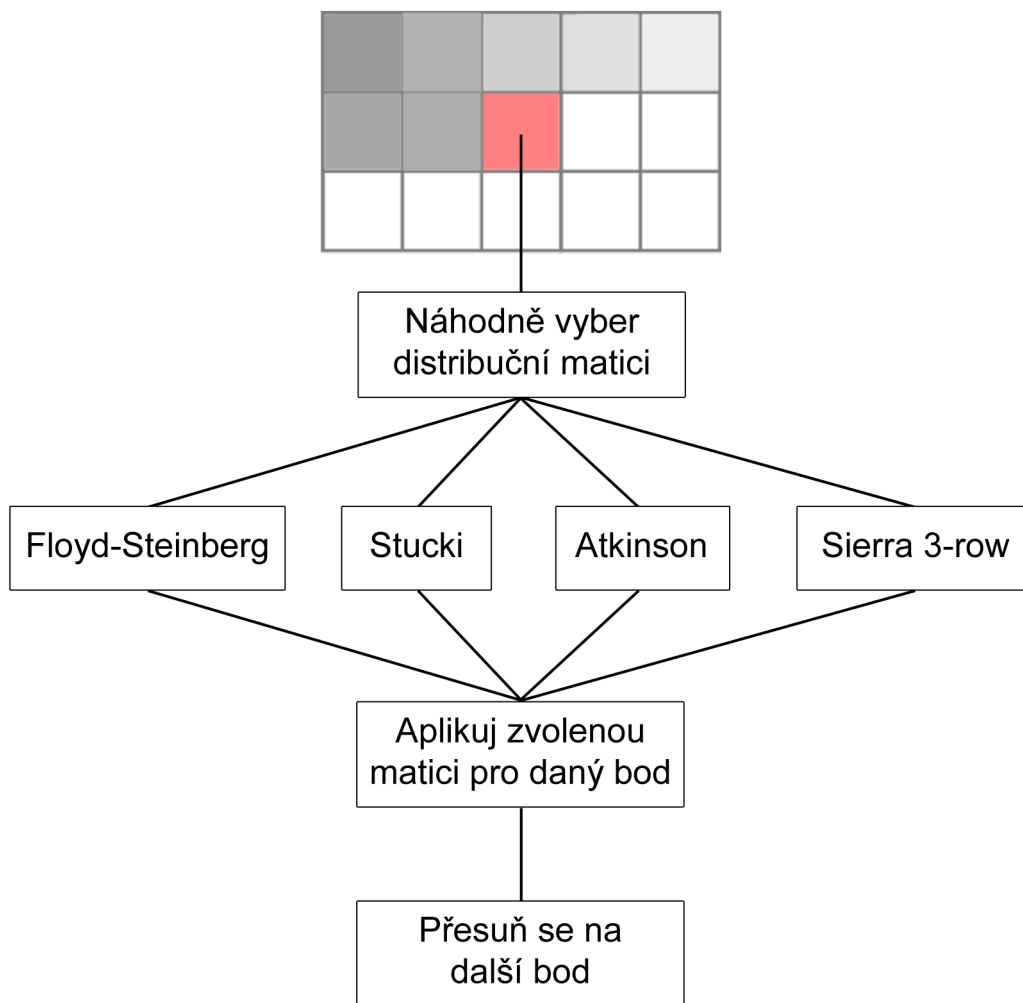 Náhodně vyber
distribuční matici
Floyd-Steinberg
Stucki
Atkinson
Sierra 3-row
Aplikuj zvolenou
matici pro daný bod
Přesuň se na
další bod